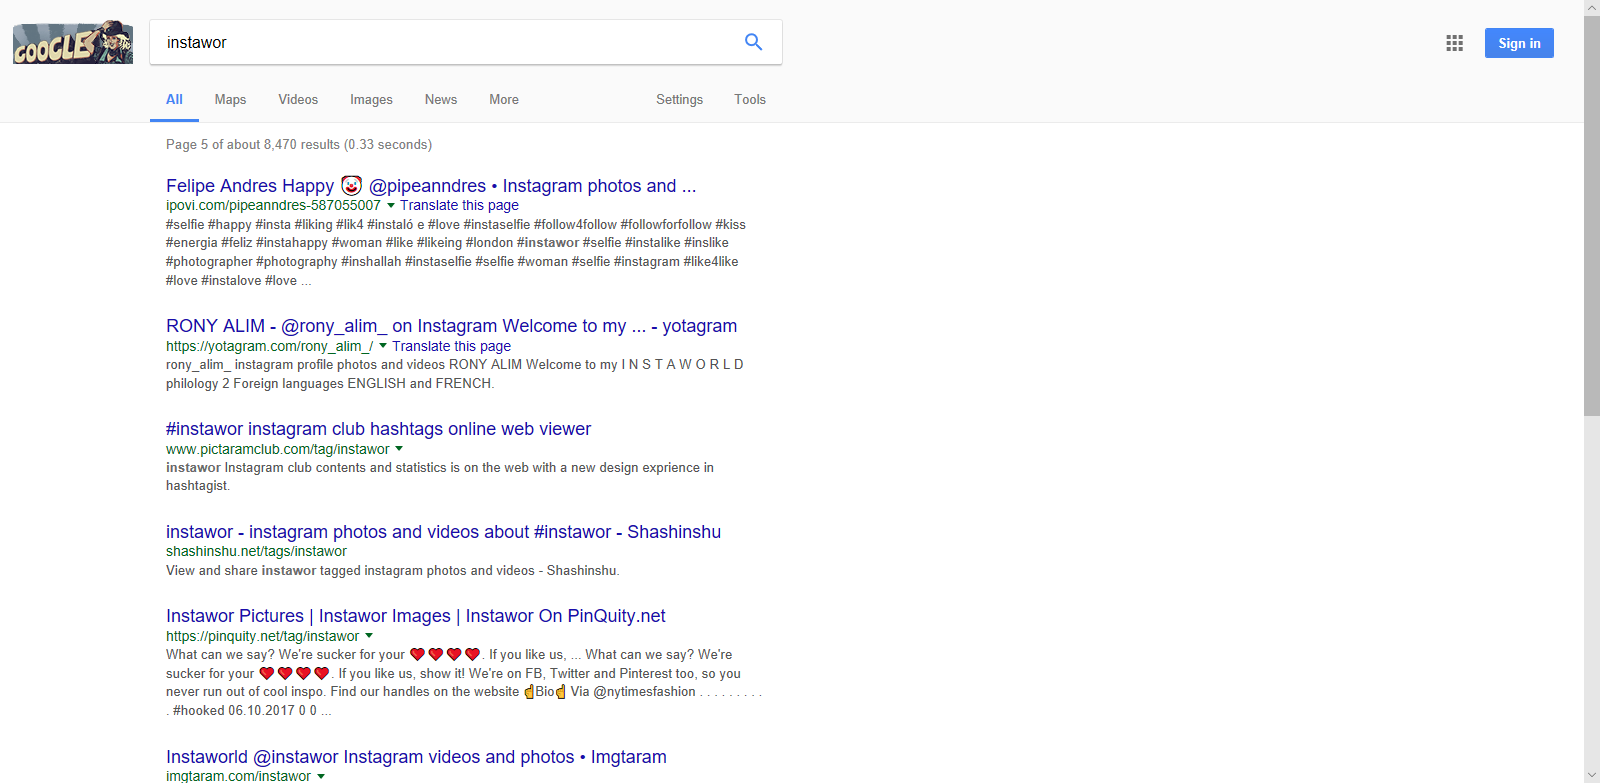 GOOGLE
instawor
Sign in
All Maps Videos Images News More Settings Tools
Page 5 of about 8,470 results (0.33 seconds)
Felipe Andres Happy 🤡 @pipeanndres • Instagram photos and ...
ipovi.com/pipeanndres-587055007 ▼ Translate this page
#selfie #happy #insta #liking #lik4 #instaló e #love #instaselfie #follow4follow #followforfollow #kiss
#energia #feliz #instahappy #woman #like #likeing #london #instawor #selfie #instalike #inslike
#photographer #photography #inshallah #instaselfie #selfie #woman #selfie #instagram #like4like
#love #instalove #love ...
RONY ALIM - @rony_alim_ on Instagram Welcome to my ... - yotagram
https://yotagram.com/rony_alim_/ ▼ Translate this page
rony_alim_ instagram profile photos and videos RONY ALIM Welcome to my I N S T A W O R L D
philology 2 Foreign languages ENGLISH and FRENCH.
#instawor instagram club hashtags online web viewer
www.pictaramclub.com/tag/instawor ▼
instawor Instagram club contents and statistics is on the web with a new design exprience in
hashtagist.
instawor - instagram photos and videos about #instawor - Shashinshu
shashinshu.net/tags/instawor
View and share instawor tagged instagram photos and videos - Shashinshu.
Instawor Pictures | Instawor Images | Instawor On PinQuity.net
https://pinquity.net/tag/instawor ▼
What can we say? We're sucker for your ❤❤❤❤. If you like us, ... What can we say? We're
sucker for your ❤❤❤❤. If you like us, show it! We're on FB, Twitter and Pinterest too, so you
never run out of cool inspo. Find our handles on the website ☝Bio☝ Via @nytimesfashion . . . . . . . . .
. #hooked 06.10.2017 0 0 ...
Instaworld @instawor Instagram videos and photos • Imgtaram
imgtaram.com/instawor ▼